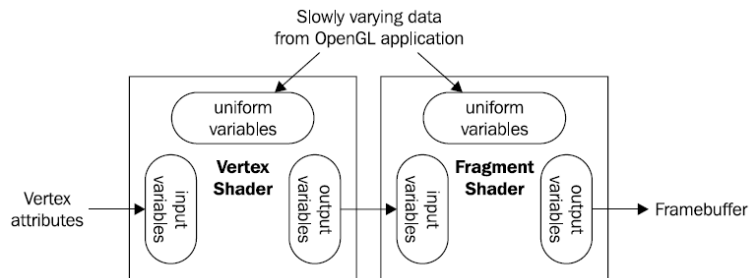 Slowly varying data
from OpenGL application
uniform
variables
uniform
variables
Vertex
Shader
Fragment
Shader
input
variables
output
variables
input
variables
output
variables
Vertex
attributes
Framebuffer